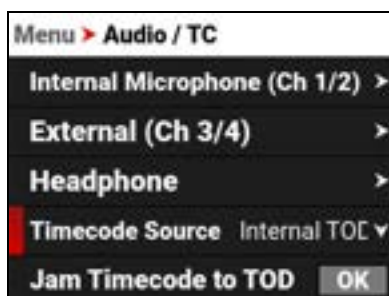 Menu > Audio / TC
Internal Microphone (Ch 1/2) >
External (Ch 3/4) >
Headphone >
Timecode Source Internal TOD
Jam Timecode to TOD OK